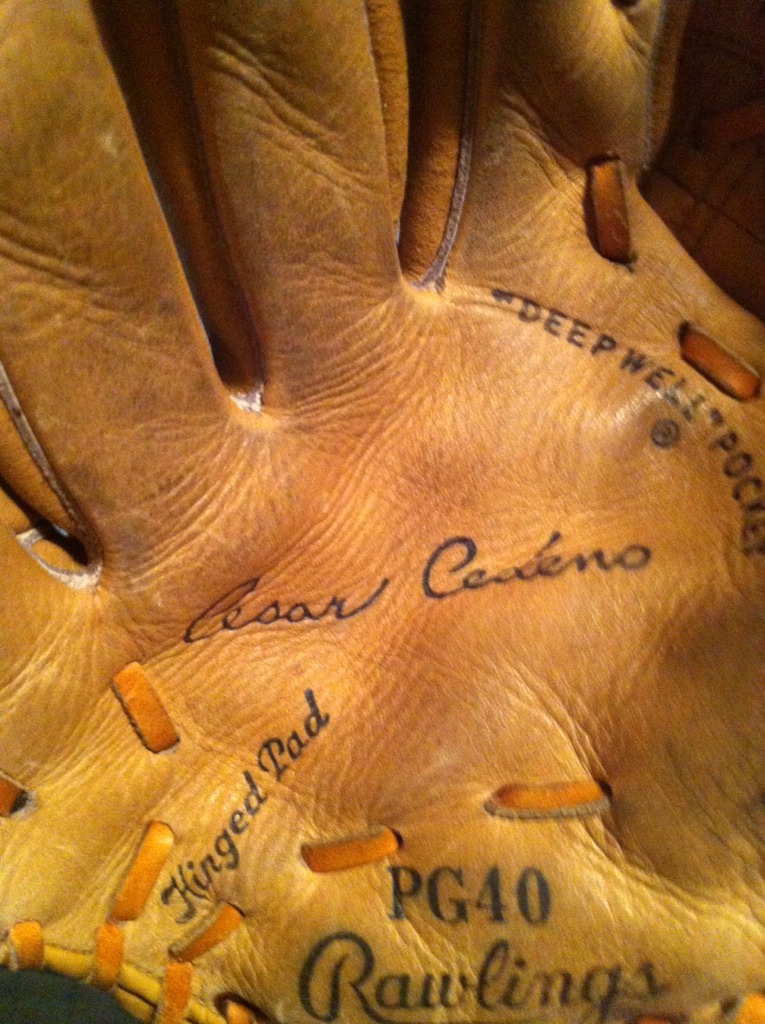 "DEEP WELL" POCKET
®
Cesar Cedeno
Hinged Pad
PG40
Rawlings